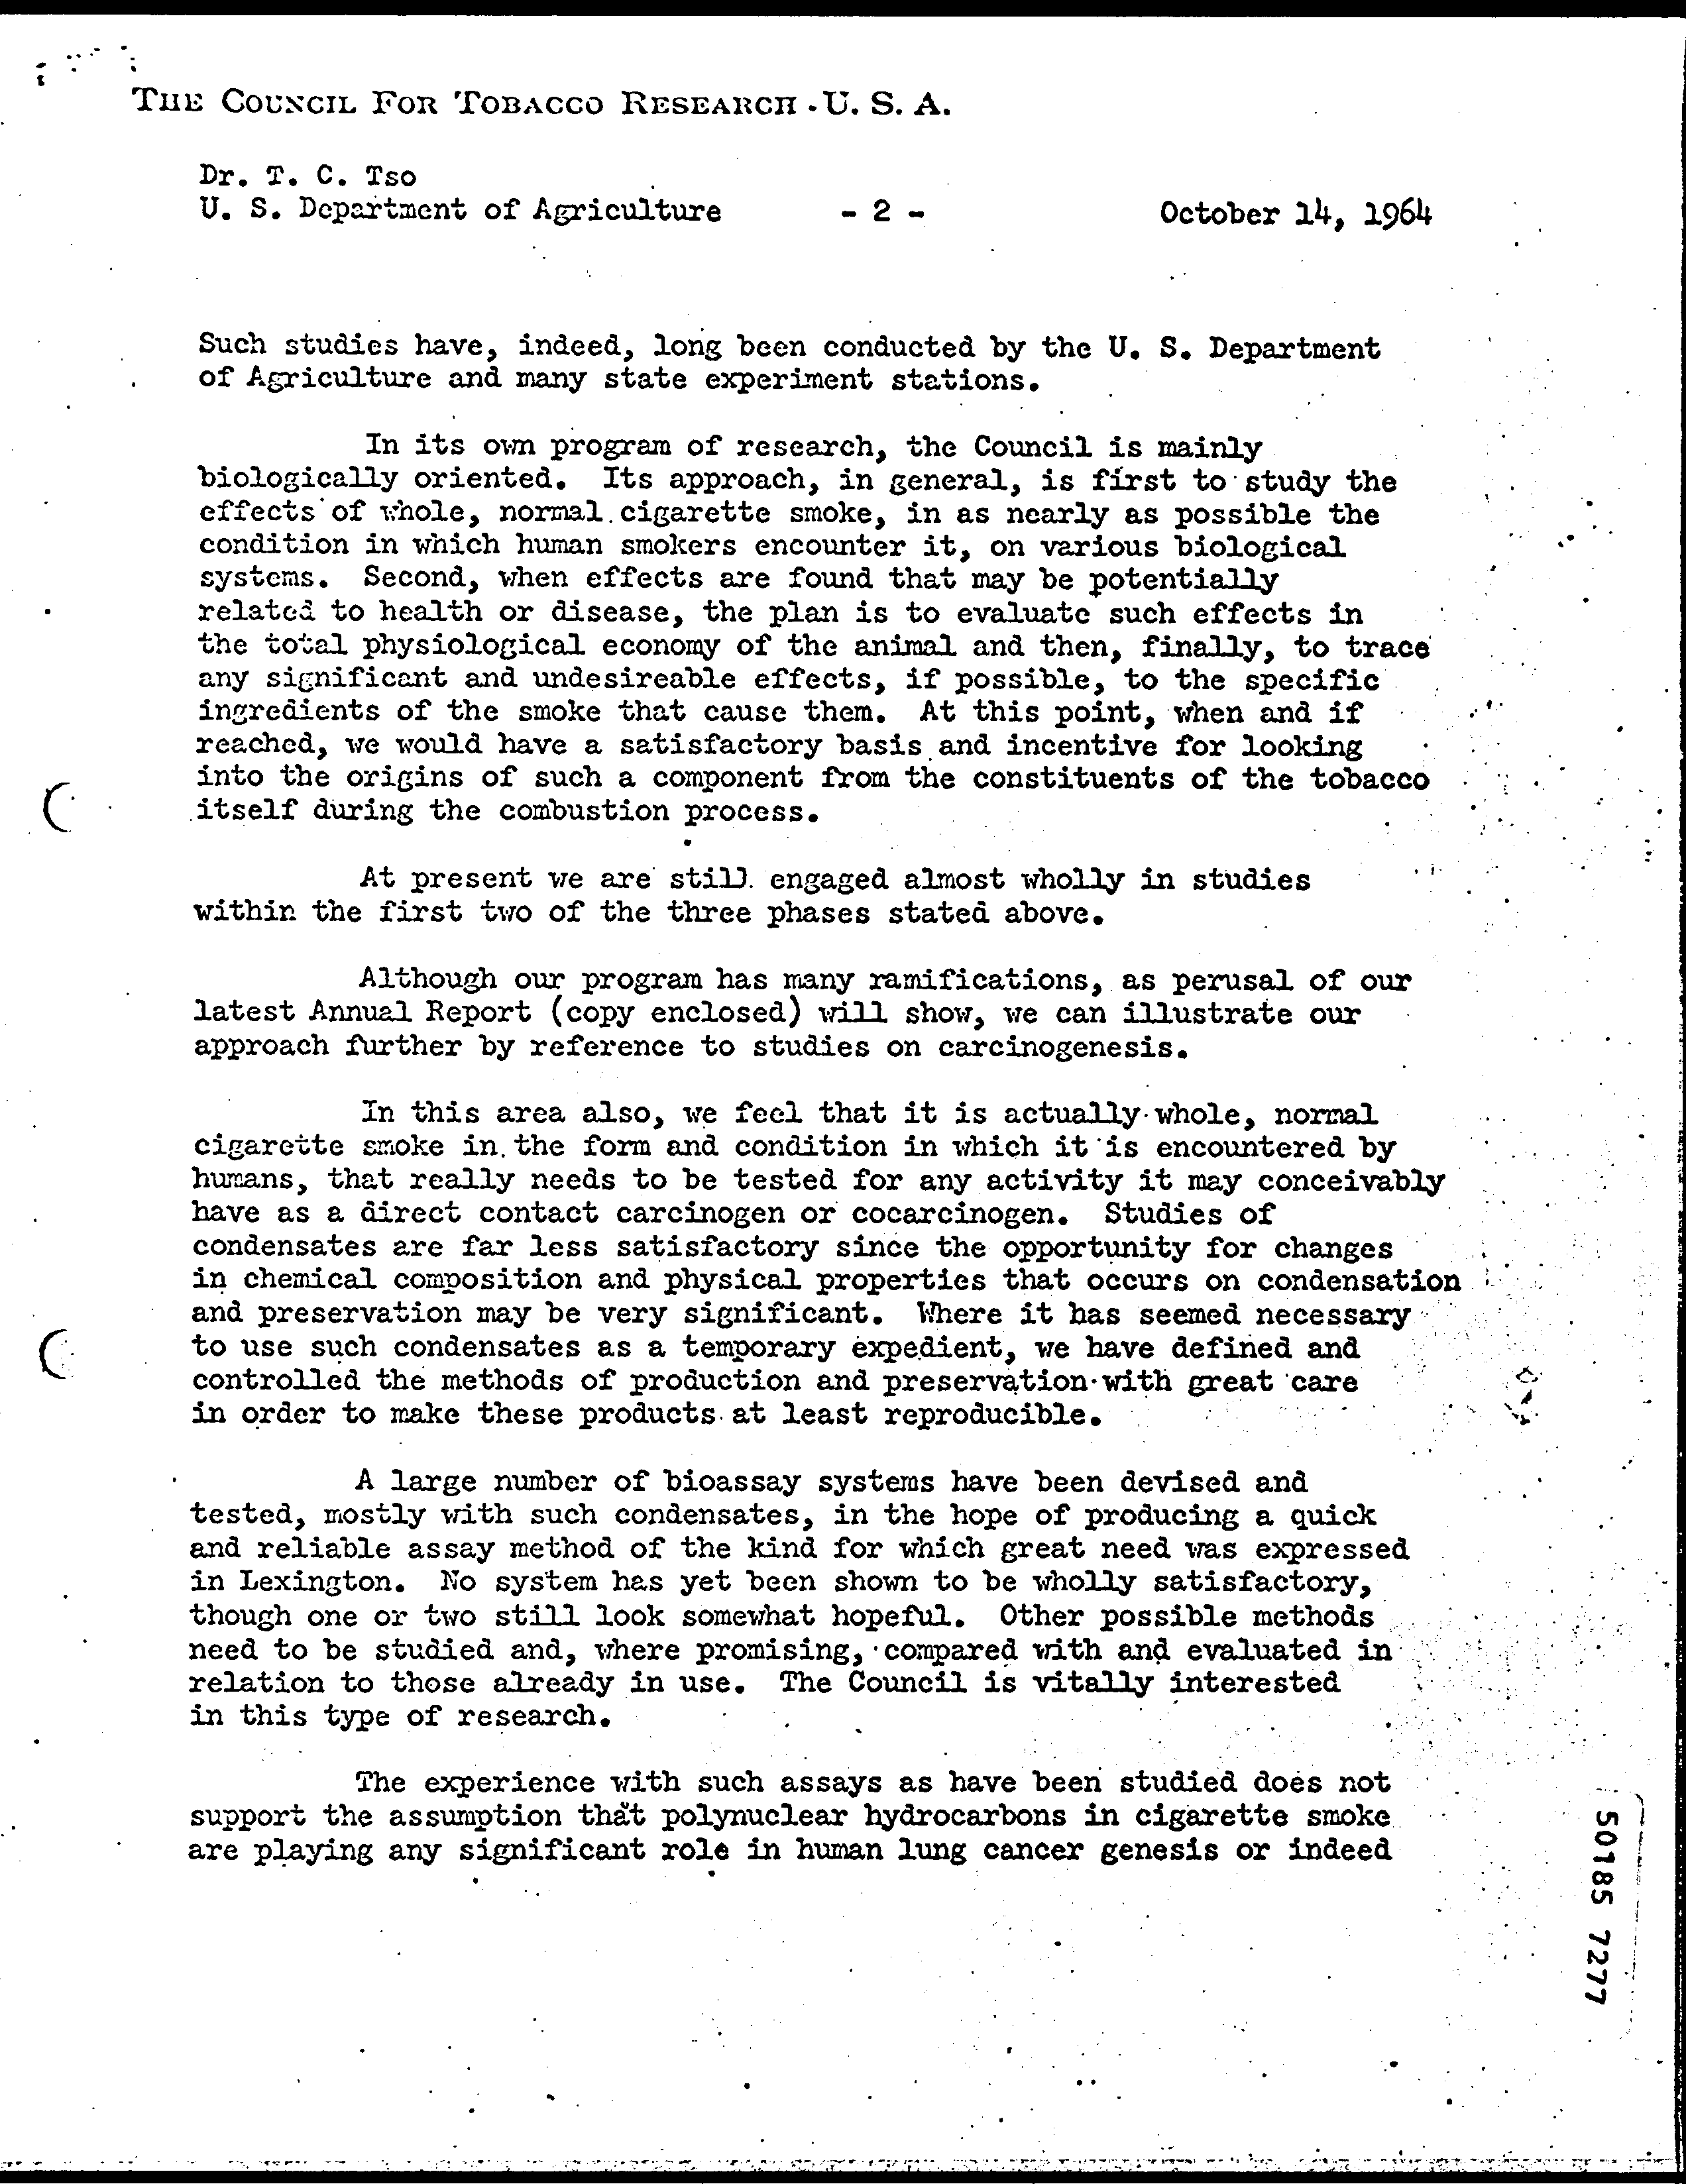 THE COUNCIL FOR TOBACCO RESEARCH - U. S. A.
Dr. T. C. Tso
U. S. Department of Agriculture - 2 - October 14, 1964
Such studies have, indeed, long been conducted by the U. S. Department
of Agriculture and many state experiment stations.
In its own program of research, the Council is mainly
biologically oriented. Its approach, in general, is first to study the
effects of whole, normal cigarette smoke, in as nearly as possible the
condition in which human smokers encounter it, on various biological
systems. Second, when effects are found that may be potentially
related to health or disease, the plan is to evaluate such effects in
the total physiological economy of the animal and then, finally, to trace
any significant and undesireable effects, if possible, to the specific
ingredients of the smoke that cause them. At this point, when and if
reached, we would have a satisfactory basis and incentive for looking
into the origins of such a component from the constituents of the tobacco
itself during the combustion process.
At present we are still engaged almost wholly in studies
within the first two of the three phases stated above.
Although our program has many ramifications, as perusal of our
latest Annual Report (copy enclosed) will show, we can illustrate our
approach further by reference to studies on carcinogenesis.
In this area also, we feel that it is actually whole, normal
cigarette smoke in the form and condition in which it is encountered by
humans, that really needs to be tested for any activity it may conceivably
have as a direct contact carcinogen or cocarcinogen. Studies of
condensates are far less satisfactory since the opportunity for changes
in chemical composition and physical properties that occurs on condensation
and preservation may be very significant. Where it has seemed necessary
to use such condensates as a temporary expedient, we have defined and
controlled the methods of production and preservation with great care
in order to make these products at least reproducible.
A large number of bioassay systems have been devised and
tested, mostly with such condensates, in the hope of producing a quick
and reliable assay method of the kind for which great need was expressed
in Lexington. No system has yet been shown to be wholly satisfactory,
though one or two still look somewhat hopeful. Other possible methods
need to be studied and, where promising, compared with and evaluated in
relation to those already in use. The Council is vitally interested
in this type of research.
The experience with such assays as have been studied does not
support the assumption that polynuclear hydrocarbons in cigarette smoke
are playing any significant role in human lung cancer genesis or indeed
50185 7277